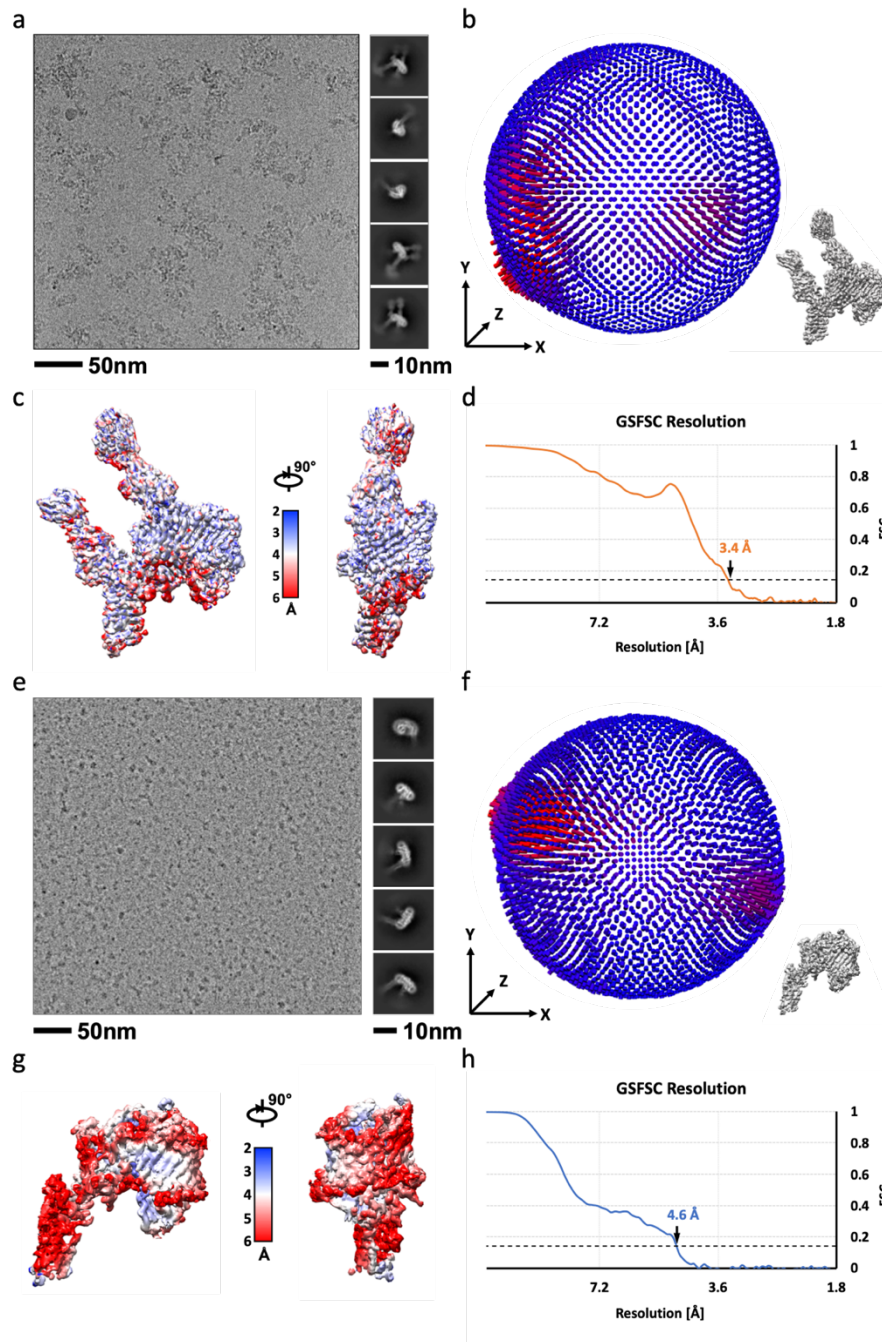 a
50nm
10nm
b
Y
Z
X
c
90°
2
3
4
5
6
Å
d
GSFSC Resolution
1
0.8
0.6
0.4
0.2
0
3.4 Å
7.2
3.6
1.8
Resolution [Å]
e
50nm
10nm
f
Y
Z
X
g
90°
2
3
4
5
6
Å
h
GSFSC Resolution
1
0.8
0.6
0.4
0.2
0
4.6 Å
7.2
3.6
1.8
Resolution [Å]